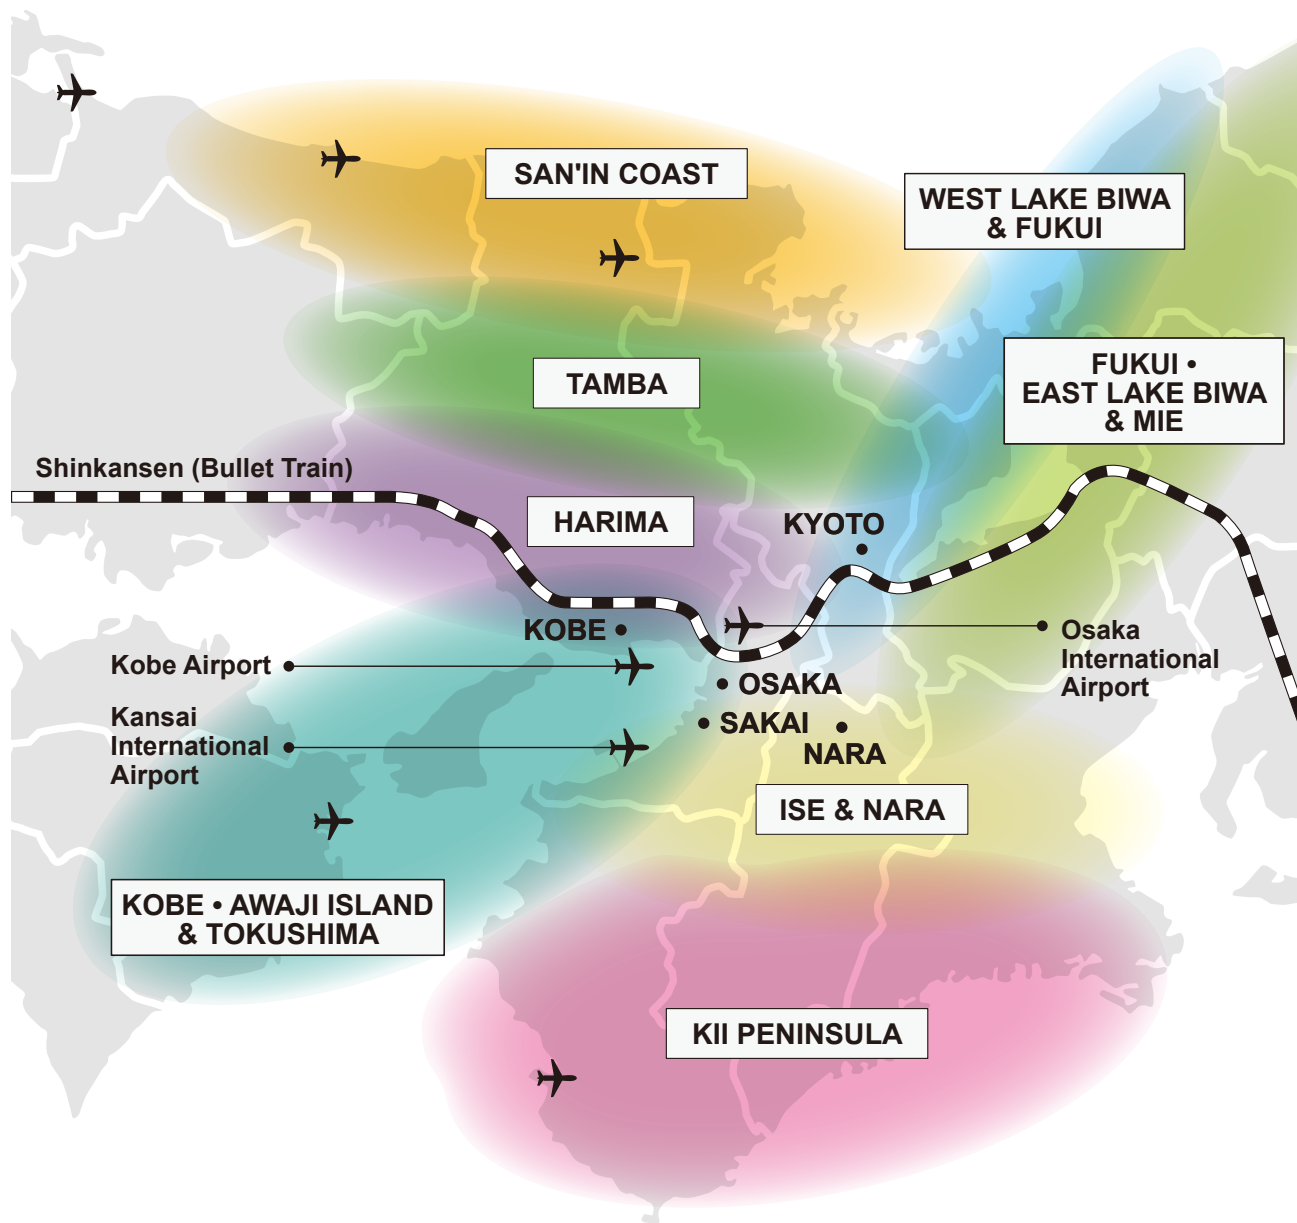 SAN'IN COAST
WEST LAKE BIWA
& FUKUI
FUKUI •
EAST LAKE BIWA
& MIE
TAMBA
Shinkansen (Bullet Train)
HARIMA
KYOTO
KOBE
Osaka
International
Airport
Kobe Airport
OSAKA
Kansai
International
Airport
SAKAI
NARA
ISE & NARA
KOBE • AWAJI ISLAND
& TOKUSHIMA
KII PENINSULA